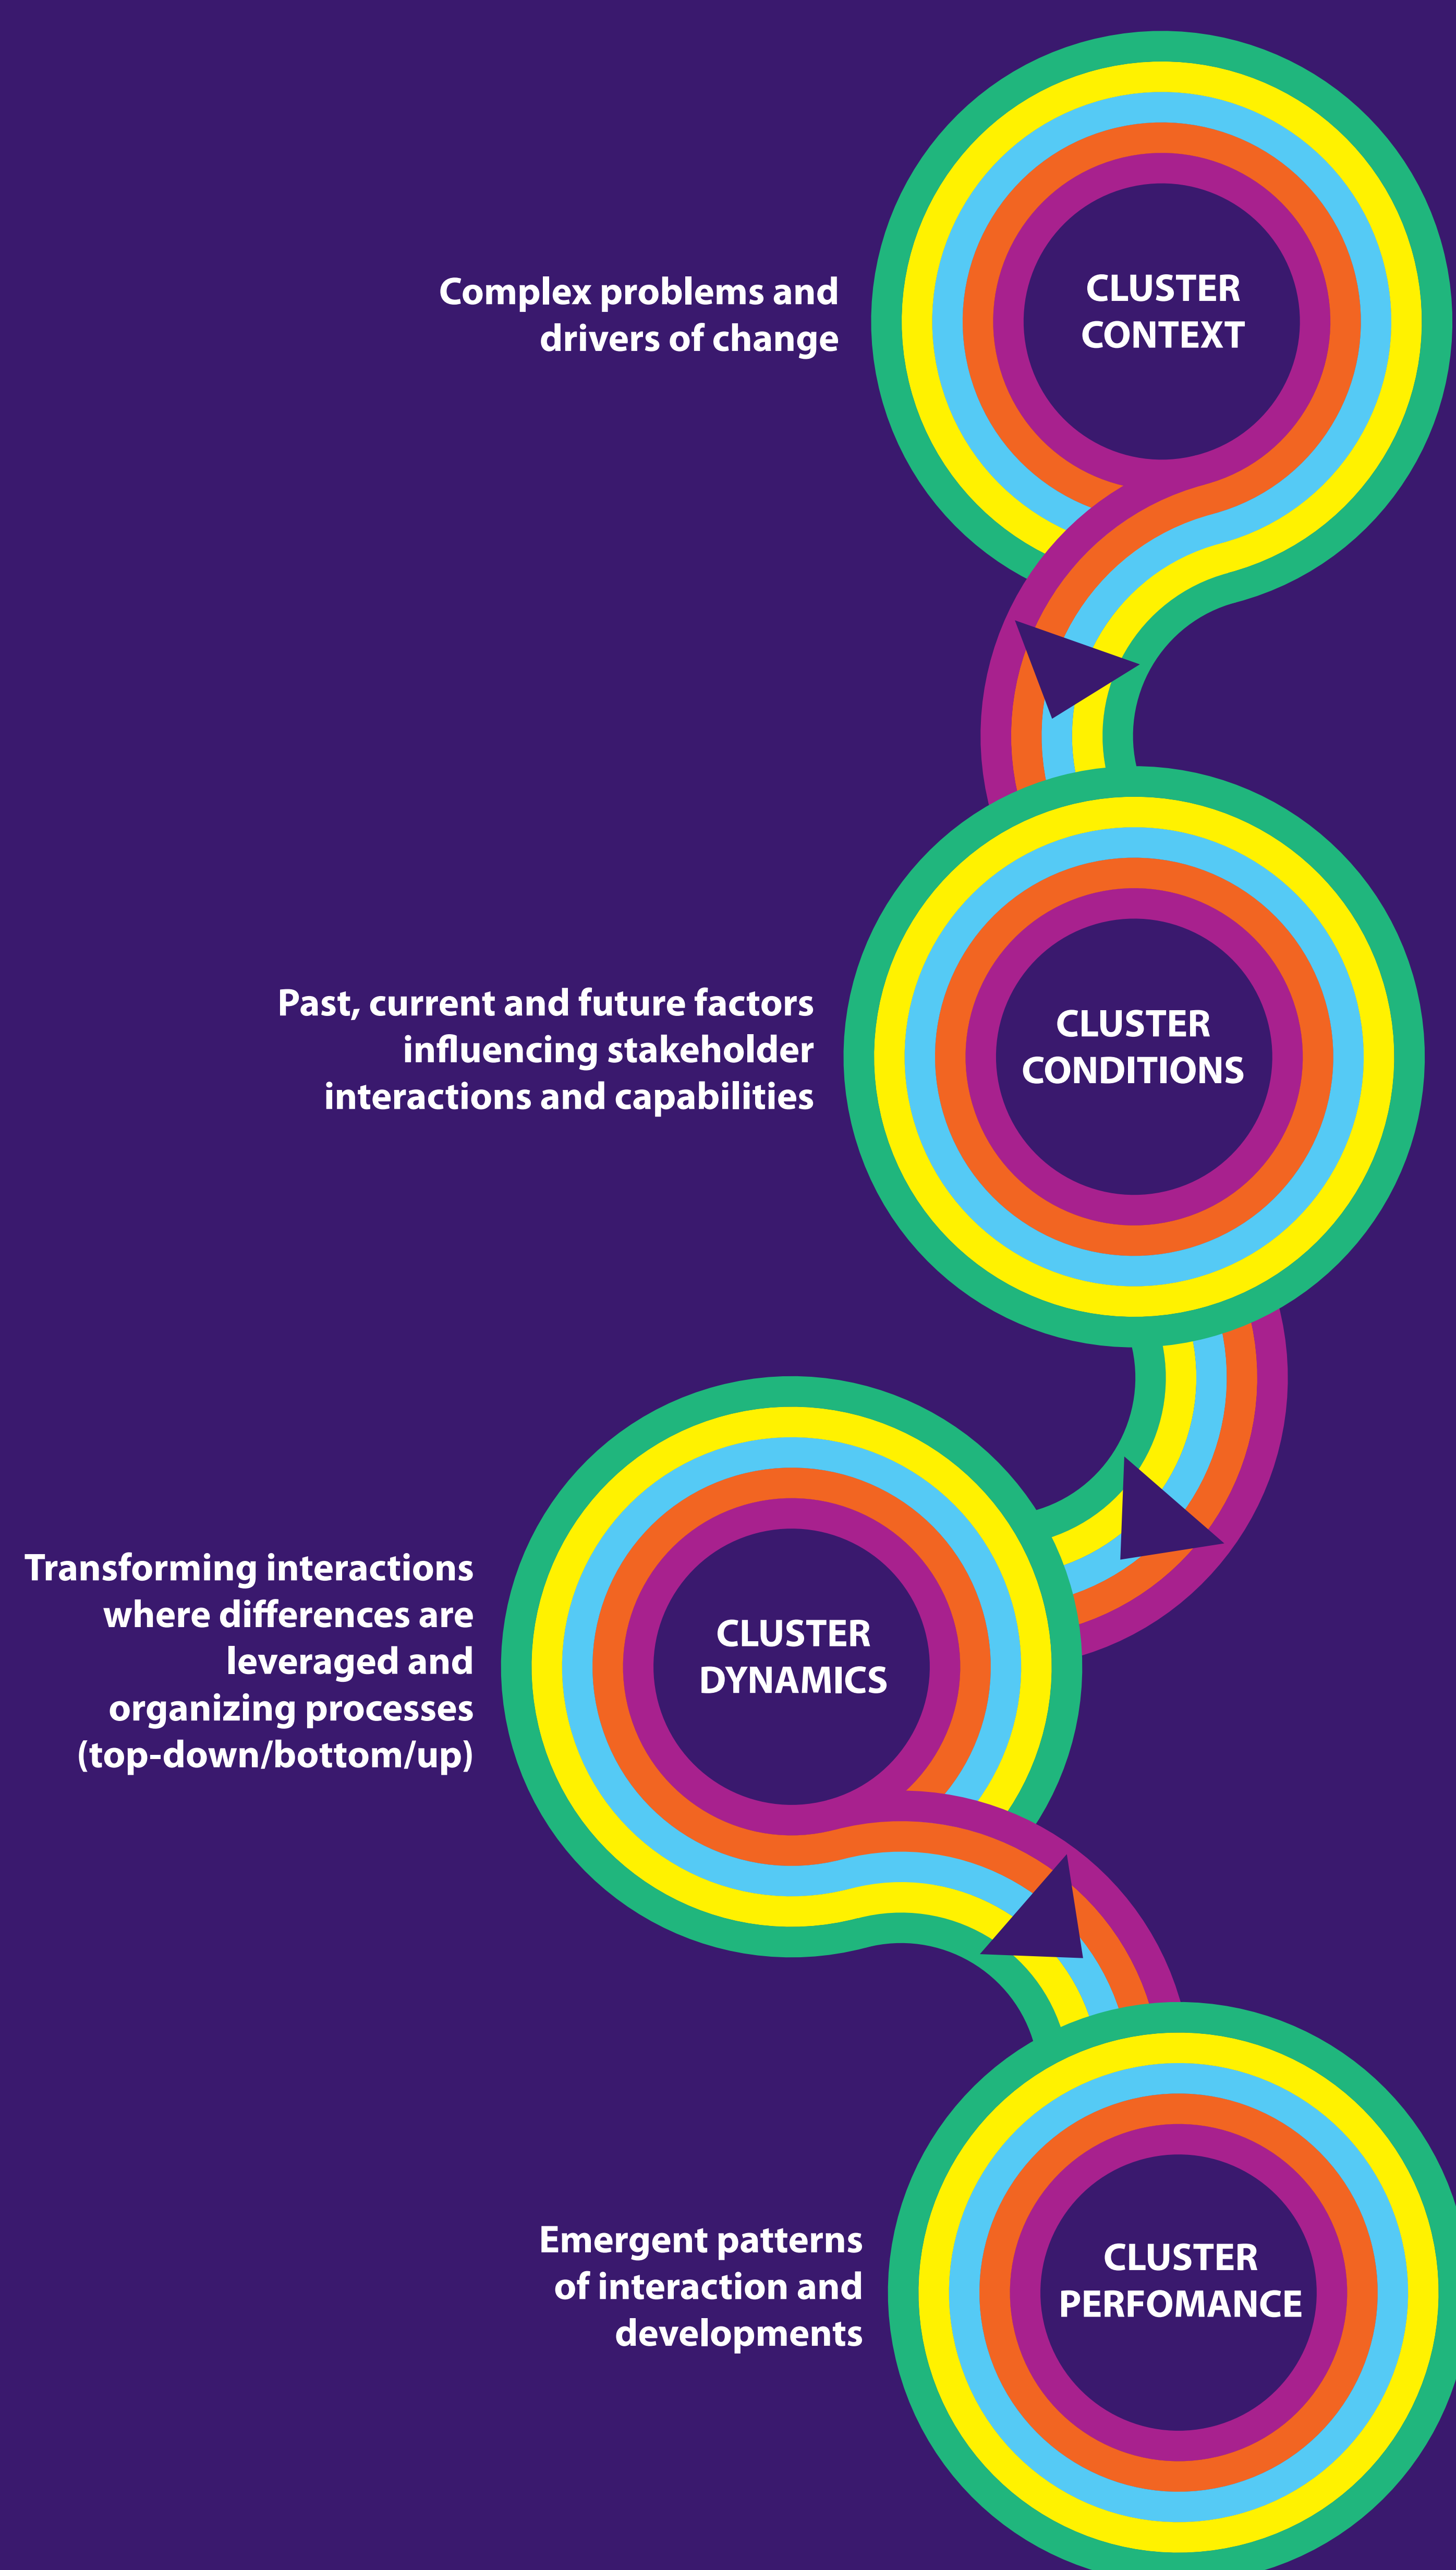 Complex problems and
drivers of change
CLUSTER
CONTEXT
Past, current and future factors
influencing stakeholder
interactions and capabilities
CLUSTER
CONDITIONS
Transforming interactions
where differences are
leveraged and
organizing processes
(top-down/bottom/up)
CLUSTER
DYNAMICS
Emergent patterns
of interaction and
developments
CLUSTER
PERFOMANCE